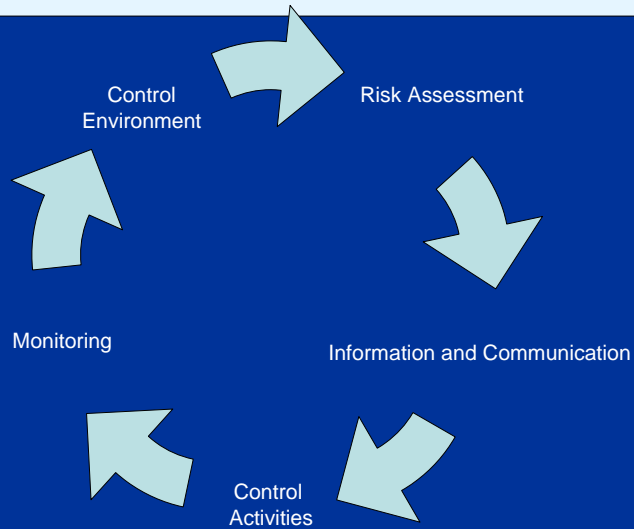 Control
Environment
Risk Assessment
Information and Communication
Control
Activities
Monitoring